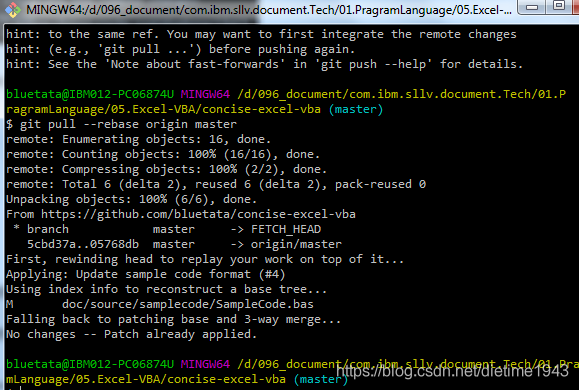 MINGW64:/d/096_document/com.ibm.sllv.document.Tech/01.PragramLanguage/05.Excel-...
hint: to the same ref. You may want to first integrate the remote changes
hint: (e.g., 'git pull ...') before pushing again.
hint: See the 'Note about fast-forwards' in 'git push --help' for details.
bluetata@IBM012-PC06874U MINGW64 /d/096_document/com.ibm.sllv.document.Tech/01.P
ragramLanguage/05.Excel-VBA/concise-excel-vba (master)
$ git pull --rebase origin master
remote: Enumerating objects: 16, done.
remote: Counting objects: 100% (16/16), done.
remote: Compressing objects: 100% (2/2), done.
remote: Total 6 (delta 2), reused 6 (delta 2), pack-reused 0
Unpacking objects: 100% (6/6), done.
From https://github.com/bluetata/concise-excel-vba
 * branch            master     -> FETCH_HEAD
   5cbd37a..05768db  master     -> origin/master
First, rewinding head to replay your work on top of it...
Applying: Update sample code format (#4)
Using index info to reconstruct a base tree...
M       doc/source/samplecode/SampleCode.bas
Falling back to patching base and 3-way merge...
No changes -- Patch already applied.
bluetata@IBM012-PC06874U MINGW64 /d/096_document/com.ibm.sllv.document.Tech/01.Pragra
mLanguage/05.Excel-VBA/concise-excel-vba (master)
https://blog.csdn.net/dietime1943